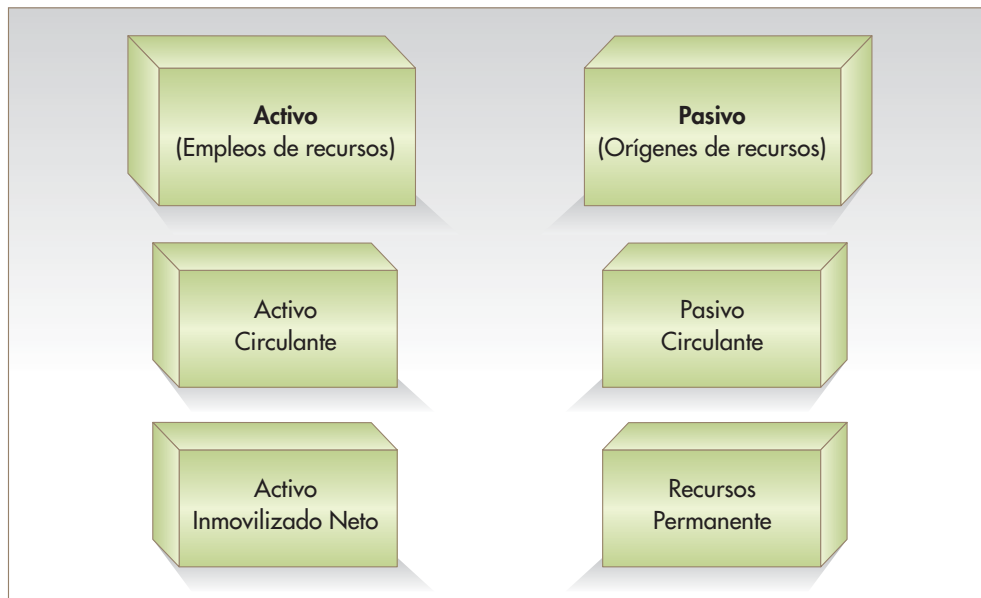 Activo
(Empleos de recursos)
Pasivo
(Orígenes de recursos)
Activo
Circulante
Pasivo
Circulante
Activo
Inmovilizado Neto
Recursos
Permanente